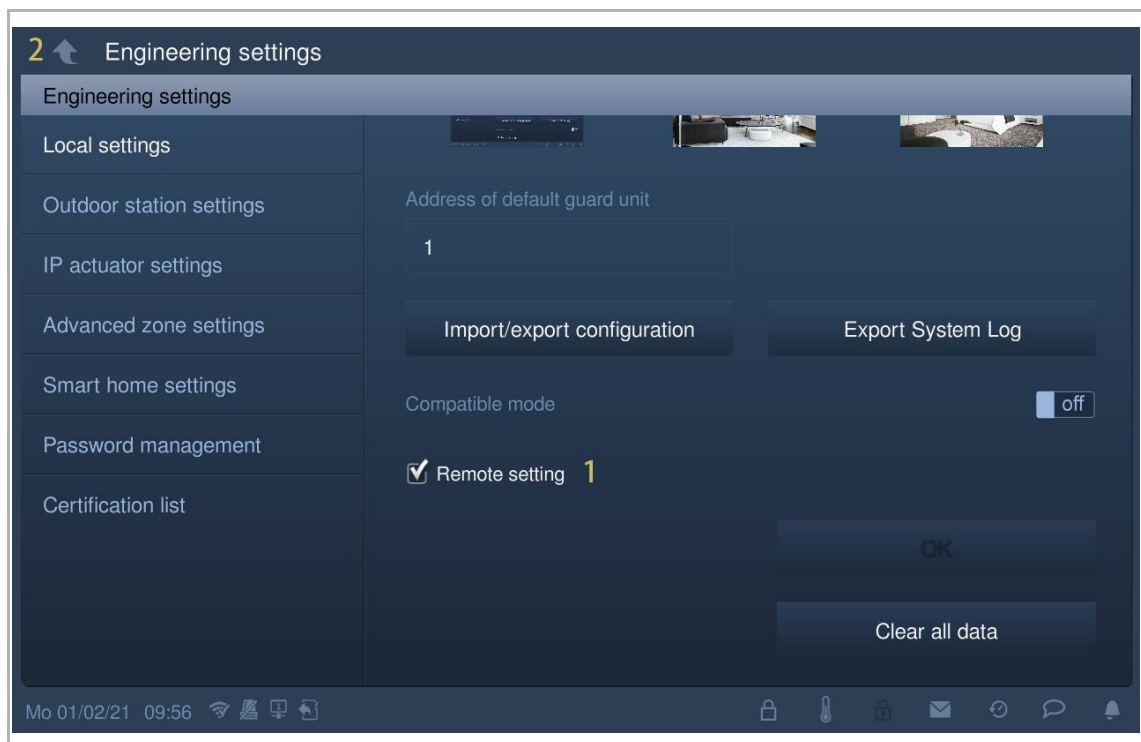 2 Engineering settings
Engineering settings
Local settings
Outdoor station settings
IP actuator settings
Advanced zone settings
Smart home settings
Password management
Certification list
Address of default guard unit
1
Import/export configuration
Export System Log
Compatible mode
off
Remote setting 1
OK
Clear all data
Mo 01/02/21 09:56